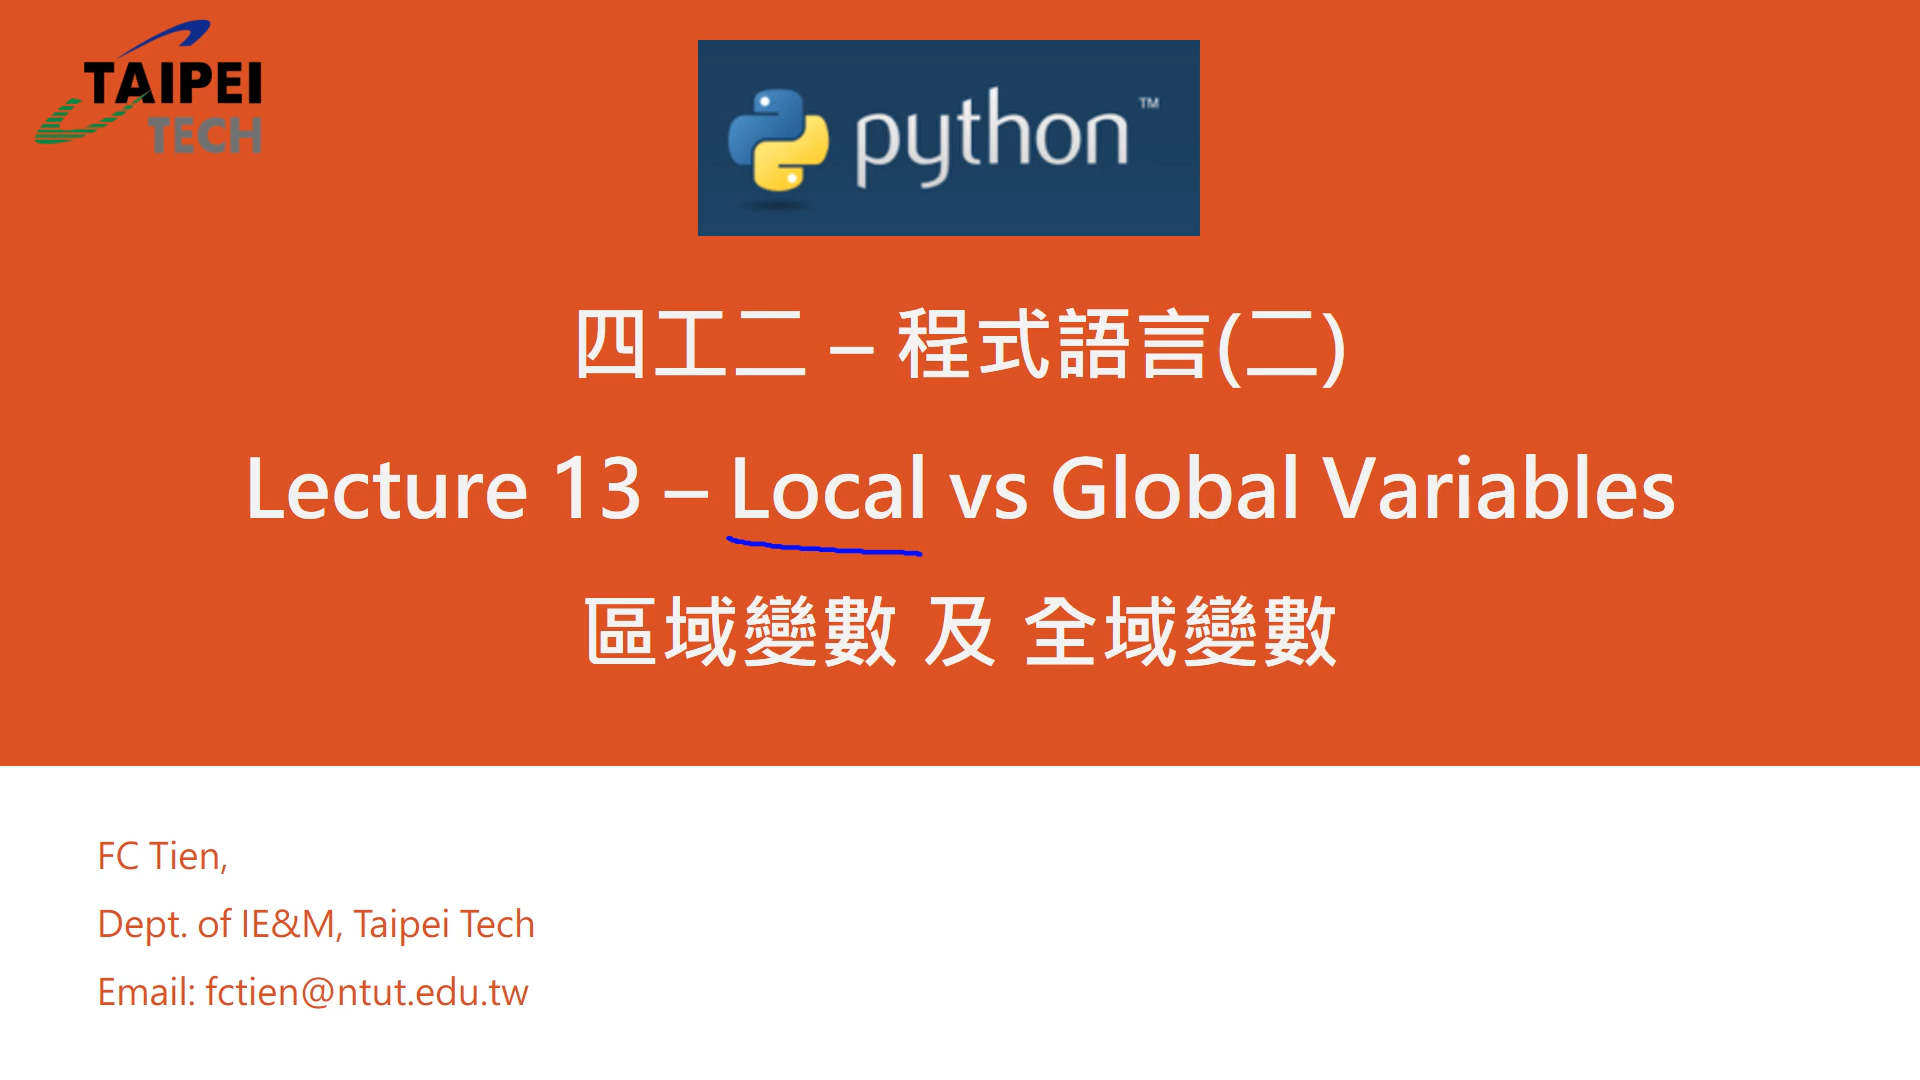 TAIPEI
TECH
python™
四工二 – 程式語言(二)
Lecture 13 – Local vs Global Variables
區域變數 及 全域變數
FC Tien,
Dept. of IE&M, Taipei Tech
Email: fctien@ntut.edu.tw